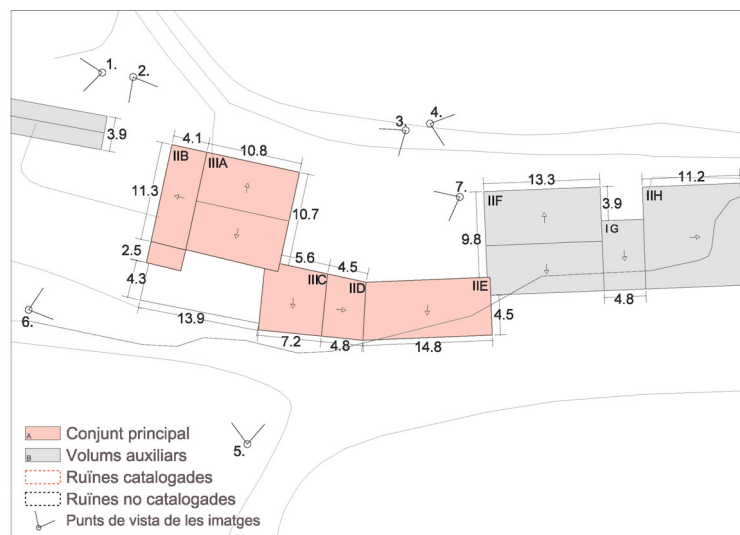 1.
2.
3.
4.
3.9
4.1
10.8
IIB
IIIA
11.3
10.7
7.
13.3
11.2
IIF
3.9
IIH
9.8
IG
2.5
4.3
5.6
4.5
IIIC
IID
IIE
4.8
4.5
6.
13.9
7.2
4.8
14.8
5.
A Conjunt principal
B Volums auxiliars
Ruïnes catalogades
Ruïnes no catalogades
Punts de vista de les imatges